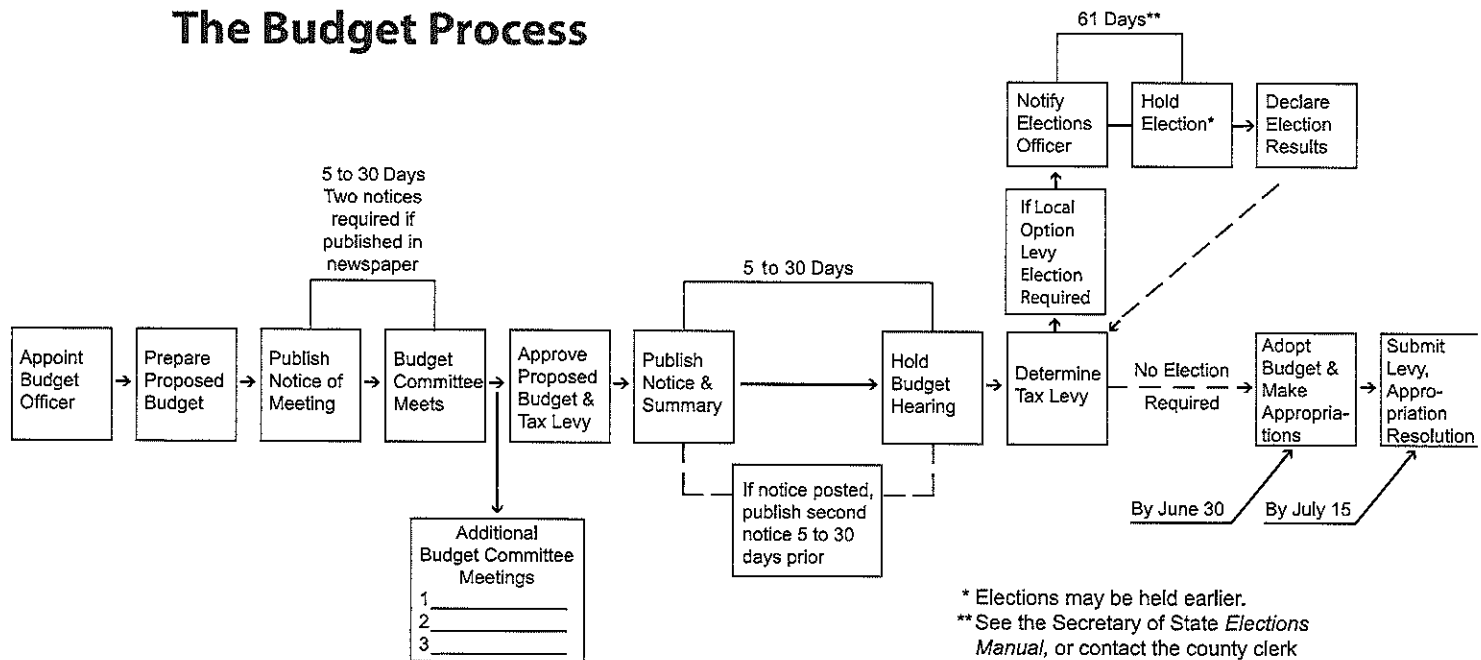 The Budget Process
61 Days**
Notify
Elections
Officer
Hold
Election*
Declare
Election
Results
5 to 30 Days
Two notices
required if
published in
newspaper
If Local
Option
Levy
Election
Required
5 to 30 Days
Appoint
Budget
Officer
Prepare
Proposed
Budget
Publish
Notice of
Meeting
Budget
Committee
Meets
Approve
Proposed
Budget &
Tax Levy
Publish
Notice &
Summary
Hold
Budget
Hearing
Determine
Tax Levy
No Election
Required
Adopt
Budget &
Make
Appropria-
tions
Submit
Levy,
Appro-
priation
Resolution
If notice posted,
publish second
notice 5 to 30
days prior
By June 30
By July 15
Additional
Budget Committee
Meetings
1
2
3
* Elections may be held earlier.
** See the Secretary of State Elections
Manual, or contact the county clerk